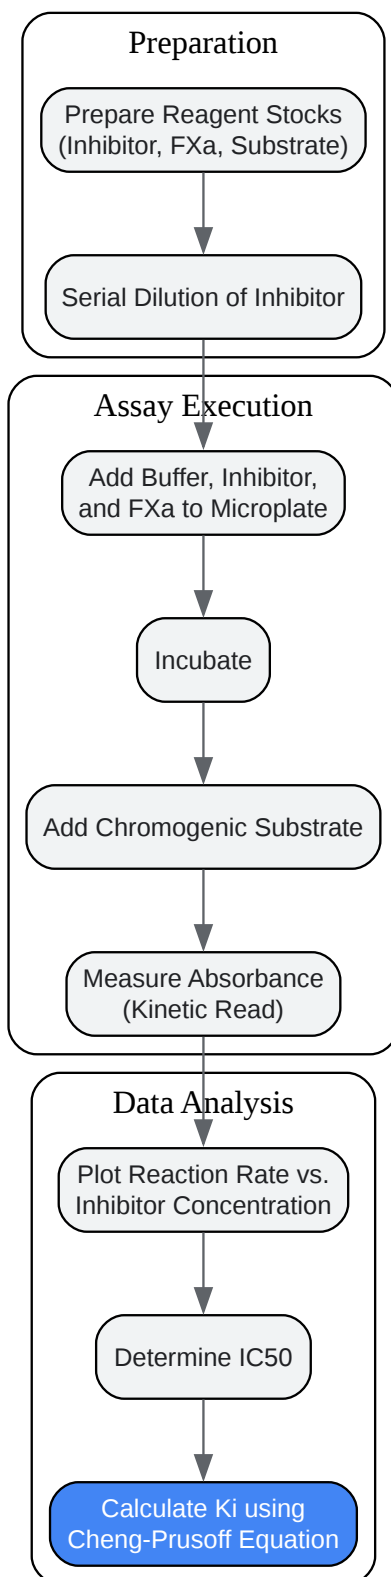 Preparation
Prepare Reagent Stocks
(Inhibitor, FXa, Substrate)
Serial Dilution of Inhibitor
Assay Execution
Add Buffer, Inhibitor,
and FXa to Microplate
Incubate
Add Chromogenic Substrate
Measure Absorbance
(Kinetic Read)
Data Analysis
Plot Reaction Rate vs.
Inhibitor Concentration
Determine IC50
Calculate Ki using
Cheng-Prusoff Equation